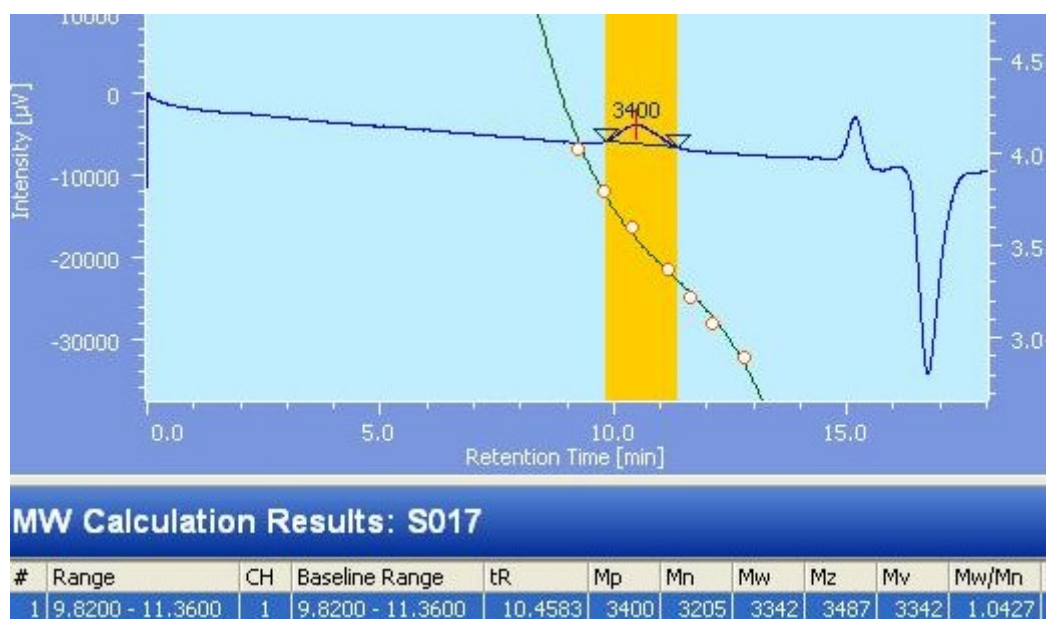 10000
0
-10000
-20000
-30000
Intensity [µV]
3400
4.5
4.0
3.5
3.0
0.0 5.0 10.0 15.0
Retention Time [min]
MW Calculation Results: S017
# Range CH Baseline Range tR Mp Mn Mw Mz Mv Mw/Mn
1 9.8200 - 11.3600 1 9.8200 - 11.3600 10.4583 3400 3205 3342 3487 3342 1.0427